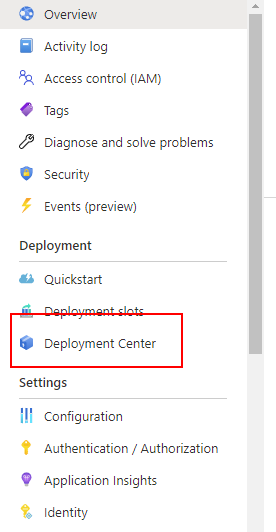 Overview
Activity log
Access control (IAM)
Tags
Diagnose and solve problems
Security
Events (preview)
Deployment
Quickstart
Deployment slots
Deployment Center
Settings
Configuration
Authentication / Authorization
Application Insights
Identity